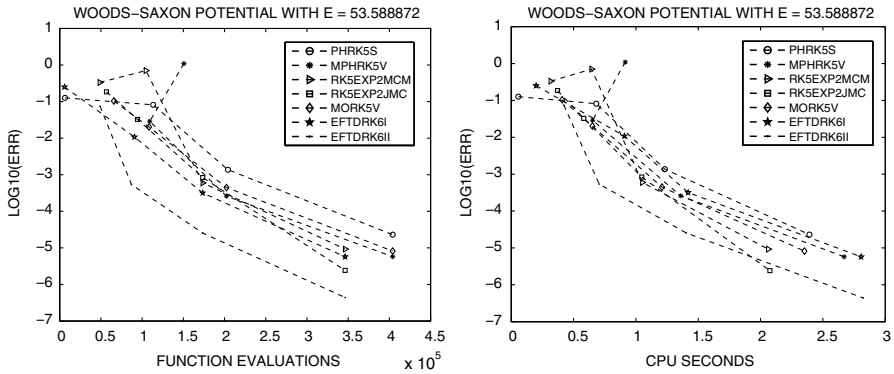 WOODS−SAXON POTENTIAL WITH E = 53.588872
LOG10(ERR)
1
0
−1
−2
−3
−4
−5
−6
−7
PHRK5S
MPHRK5V
RK5EXP2MCM
RK5EXP2JMC
MORK5V
EFTDRK6I
EFTDRK6II
0 0.5 1 1.5 2 2.5 3 3.5 4 4.5
x 10^5
FUNCTION EVALUATIONS
WOODS−SAXON POTENTIAL WITH E = 53.588872
LOG10(ERR)
1
0
−1
−2
−3
−4
−5
−6
−7
PHRK5S
MPHRK5V
RK5EXP2MCM
RK5EXP2JMC
MORK5V
EFTDRK6I
EFTDRK6II
0 0.5 1 1.5 2 2.5 3
CPU SECONDS